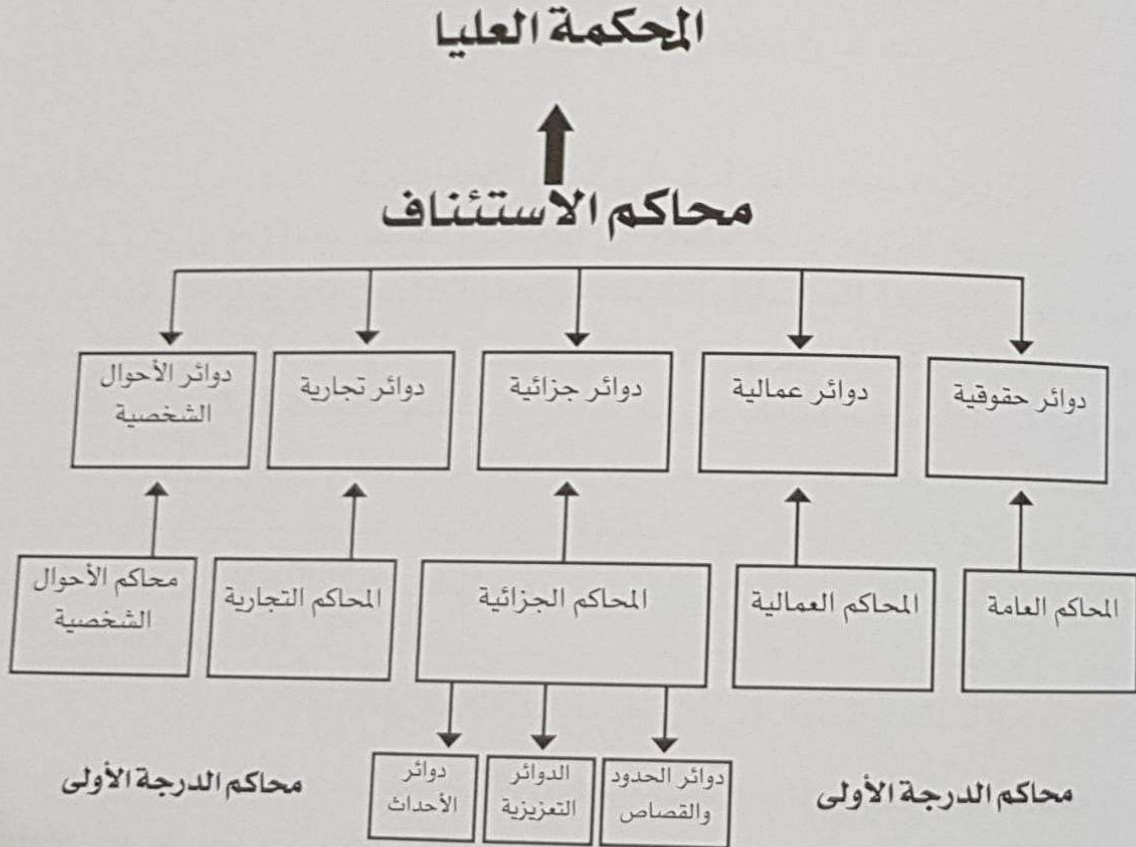 المحكمة العليا
محاكم الاستئناف
دوائر حقوقية
دوائر عمالية
دوائر جزائية
دوائر تجارية
دوائر الأحوال
الشخصية
المحاكم العامة
المحاكم العمالية
المحاكم الجزائية
المحاكم التجارية
محاكم الأحوال
الشخصية
محاكم الدرجة الأولى
دوائر الحدود
والقصاص
الدوائر
التعزيزية
دوائر
الأحداث
محاكم الدرجة الأولى